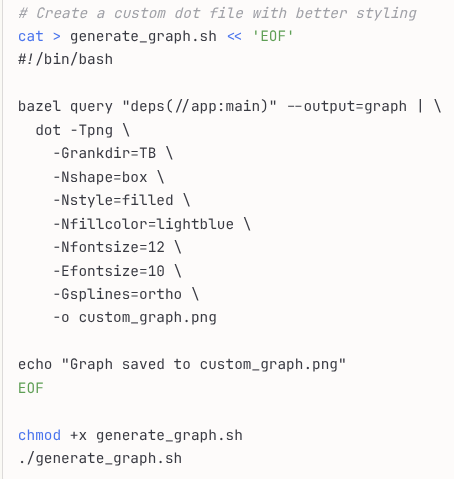 # Create a custom dot file with better styling
cat > generate_graph.sh << 'EOF'
#!/bin/bash

bazel query "deps(//app:main)" --output=graph | \
  dot -Tpng \
    -Grankdir=TB \
    -Nshape=box \
    -Nstyle=filled \
    -Nfillcolor=lightblue \
    -Nfontsize=12 \
    -Efontsize=10 \
    -Gsplines=ortho \
    -o custom_graph.png

echo "Graph saved to custom_graph.png"
EOF

chmod +x generate_graph.sh
./generate_graph.sh